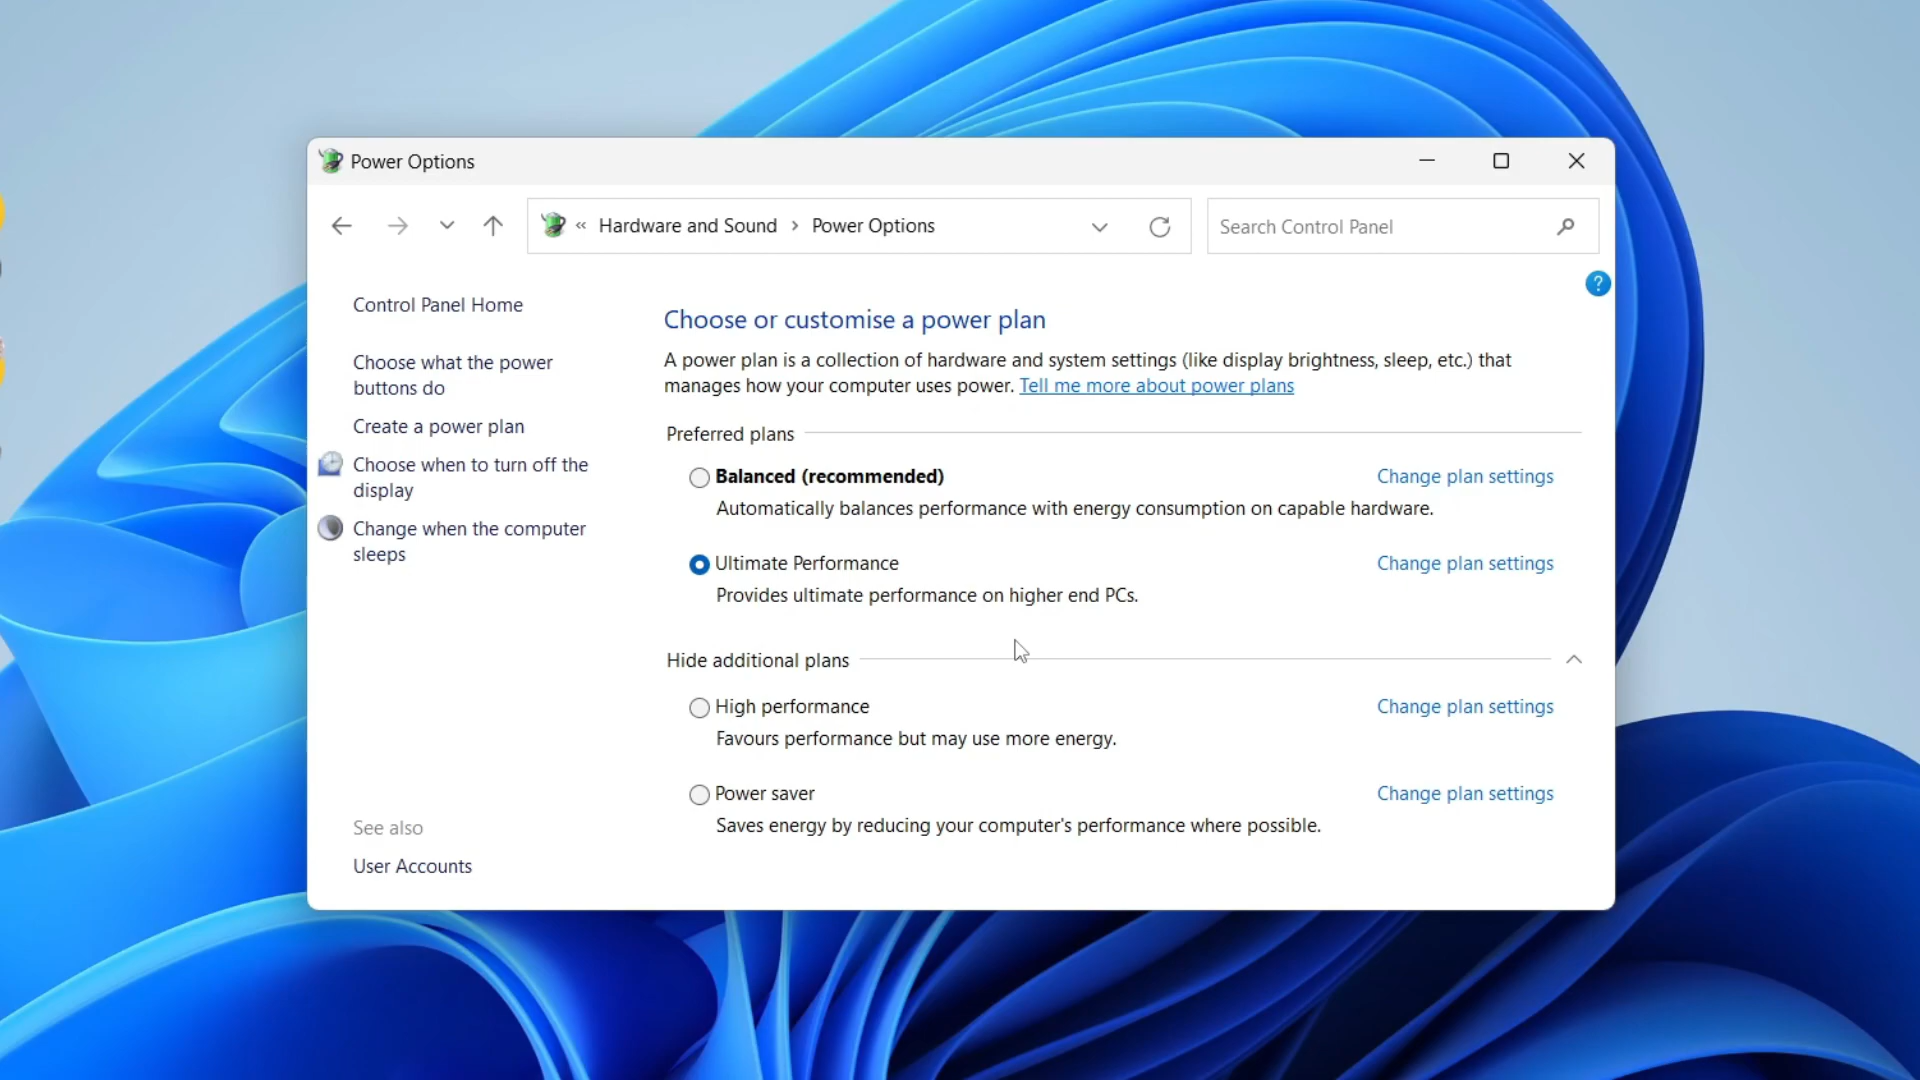 Power Options
« Hardware and Sound > Power Options
Search Control Panel
?
Control Panel Home
Choose what the power
buttons do
Create a power plan
Choose when to turn off the
display
Change when the computer
sleeps
See also
User Accounts
Choose or customise a power plan
A power plan is a collection of hardware and system settings (like display brightness, sleep, etc.) that
manages how your computer uses power. Tell me more about power plans
Preferred plans
Balanced (recommended) Change plan settings
Automatically balances performance with energy consumption on capable hardware.
Ultimate Performance Change plan settings
Provides ultimate performance on higher end PCs.
Hide additional plans
High performance Change plan settings
Favours performance but may use more energy.
Power saver Change plan settings
Saves energy by reducing your computer's performance where possible.